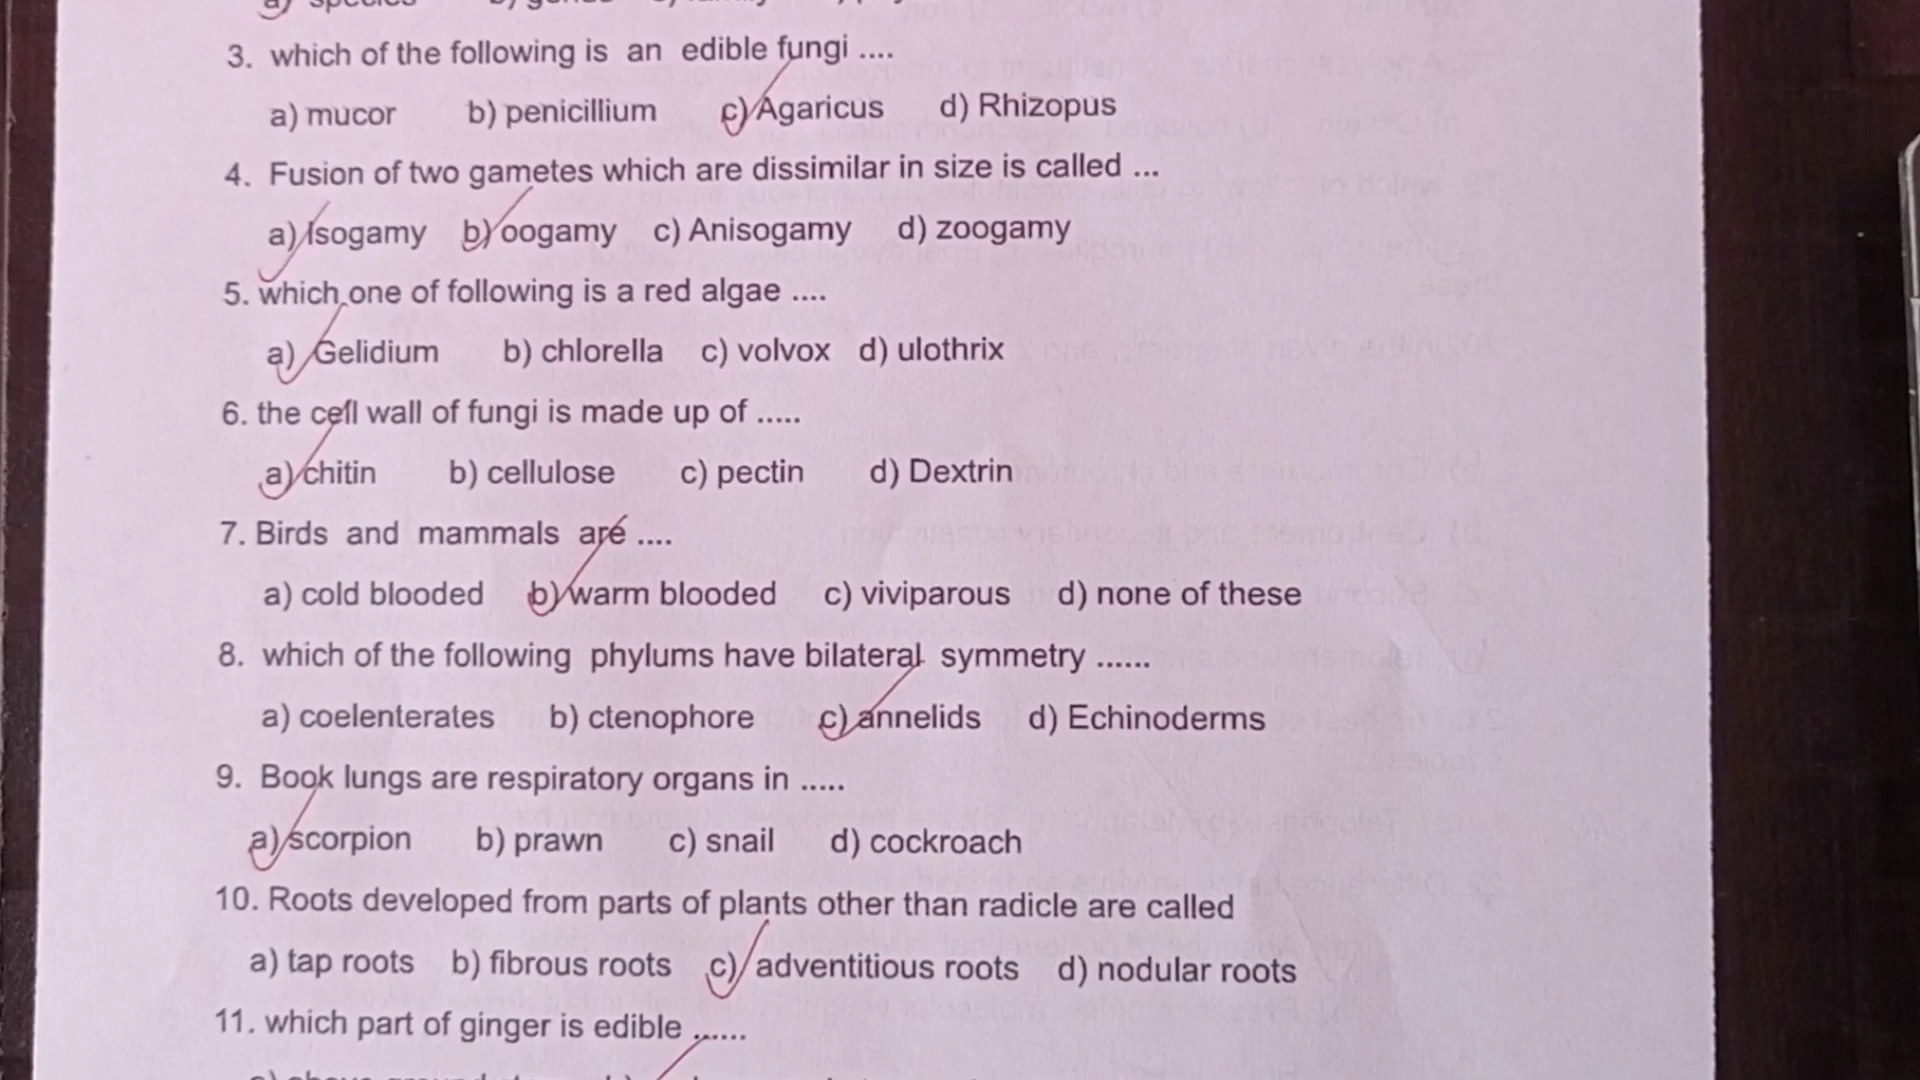 a) species
3. which of the following is an edible fungi ....
a) mucor b) penicillium c) Agaricus d) Rhizopus
4. Fusion of two gametes which are dissimilar in size is called ...
a) Isogamy b) oogamy c) Anisogamy d) zoogamy
5. which one of following is a red algae ....
a) Gelidium b) chlorella c) volvox d) ulothrix
6. the cell wall of fungi is made up of .....
a) chitin b) cellulose c) pectin d) Dextrin
7. Birds and mammals are ....
a) cold blooded b) warm blooded c) viviparous d) none of these
8. which of the following phylums have bilateral symmetry ......
a) coelenterates b) ctenophore c) annelids d) Echinoderms
9. Book lungs are respiratory organs in .....
a) scorpion b) prawn c) snail d) cockroach
10. Roots developed from parts of plants other than radicle are called
a) tap roots b) fibrous roots c) adventitious roots d) nodular roots
11. which part of ginger is edible ......